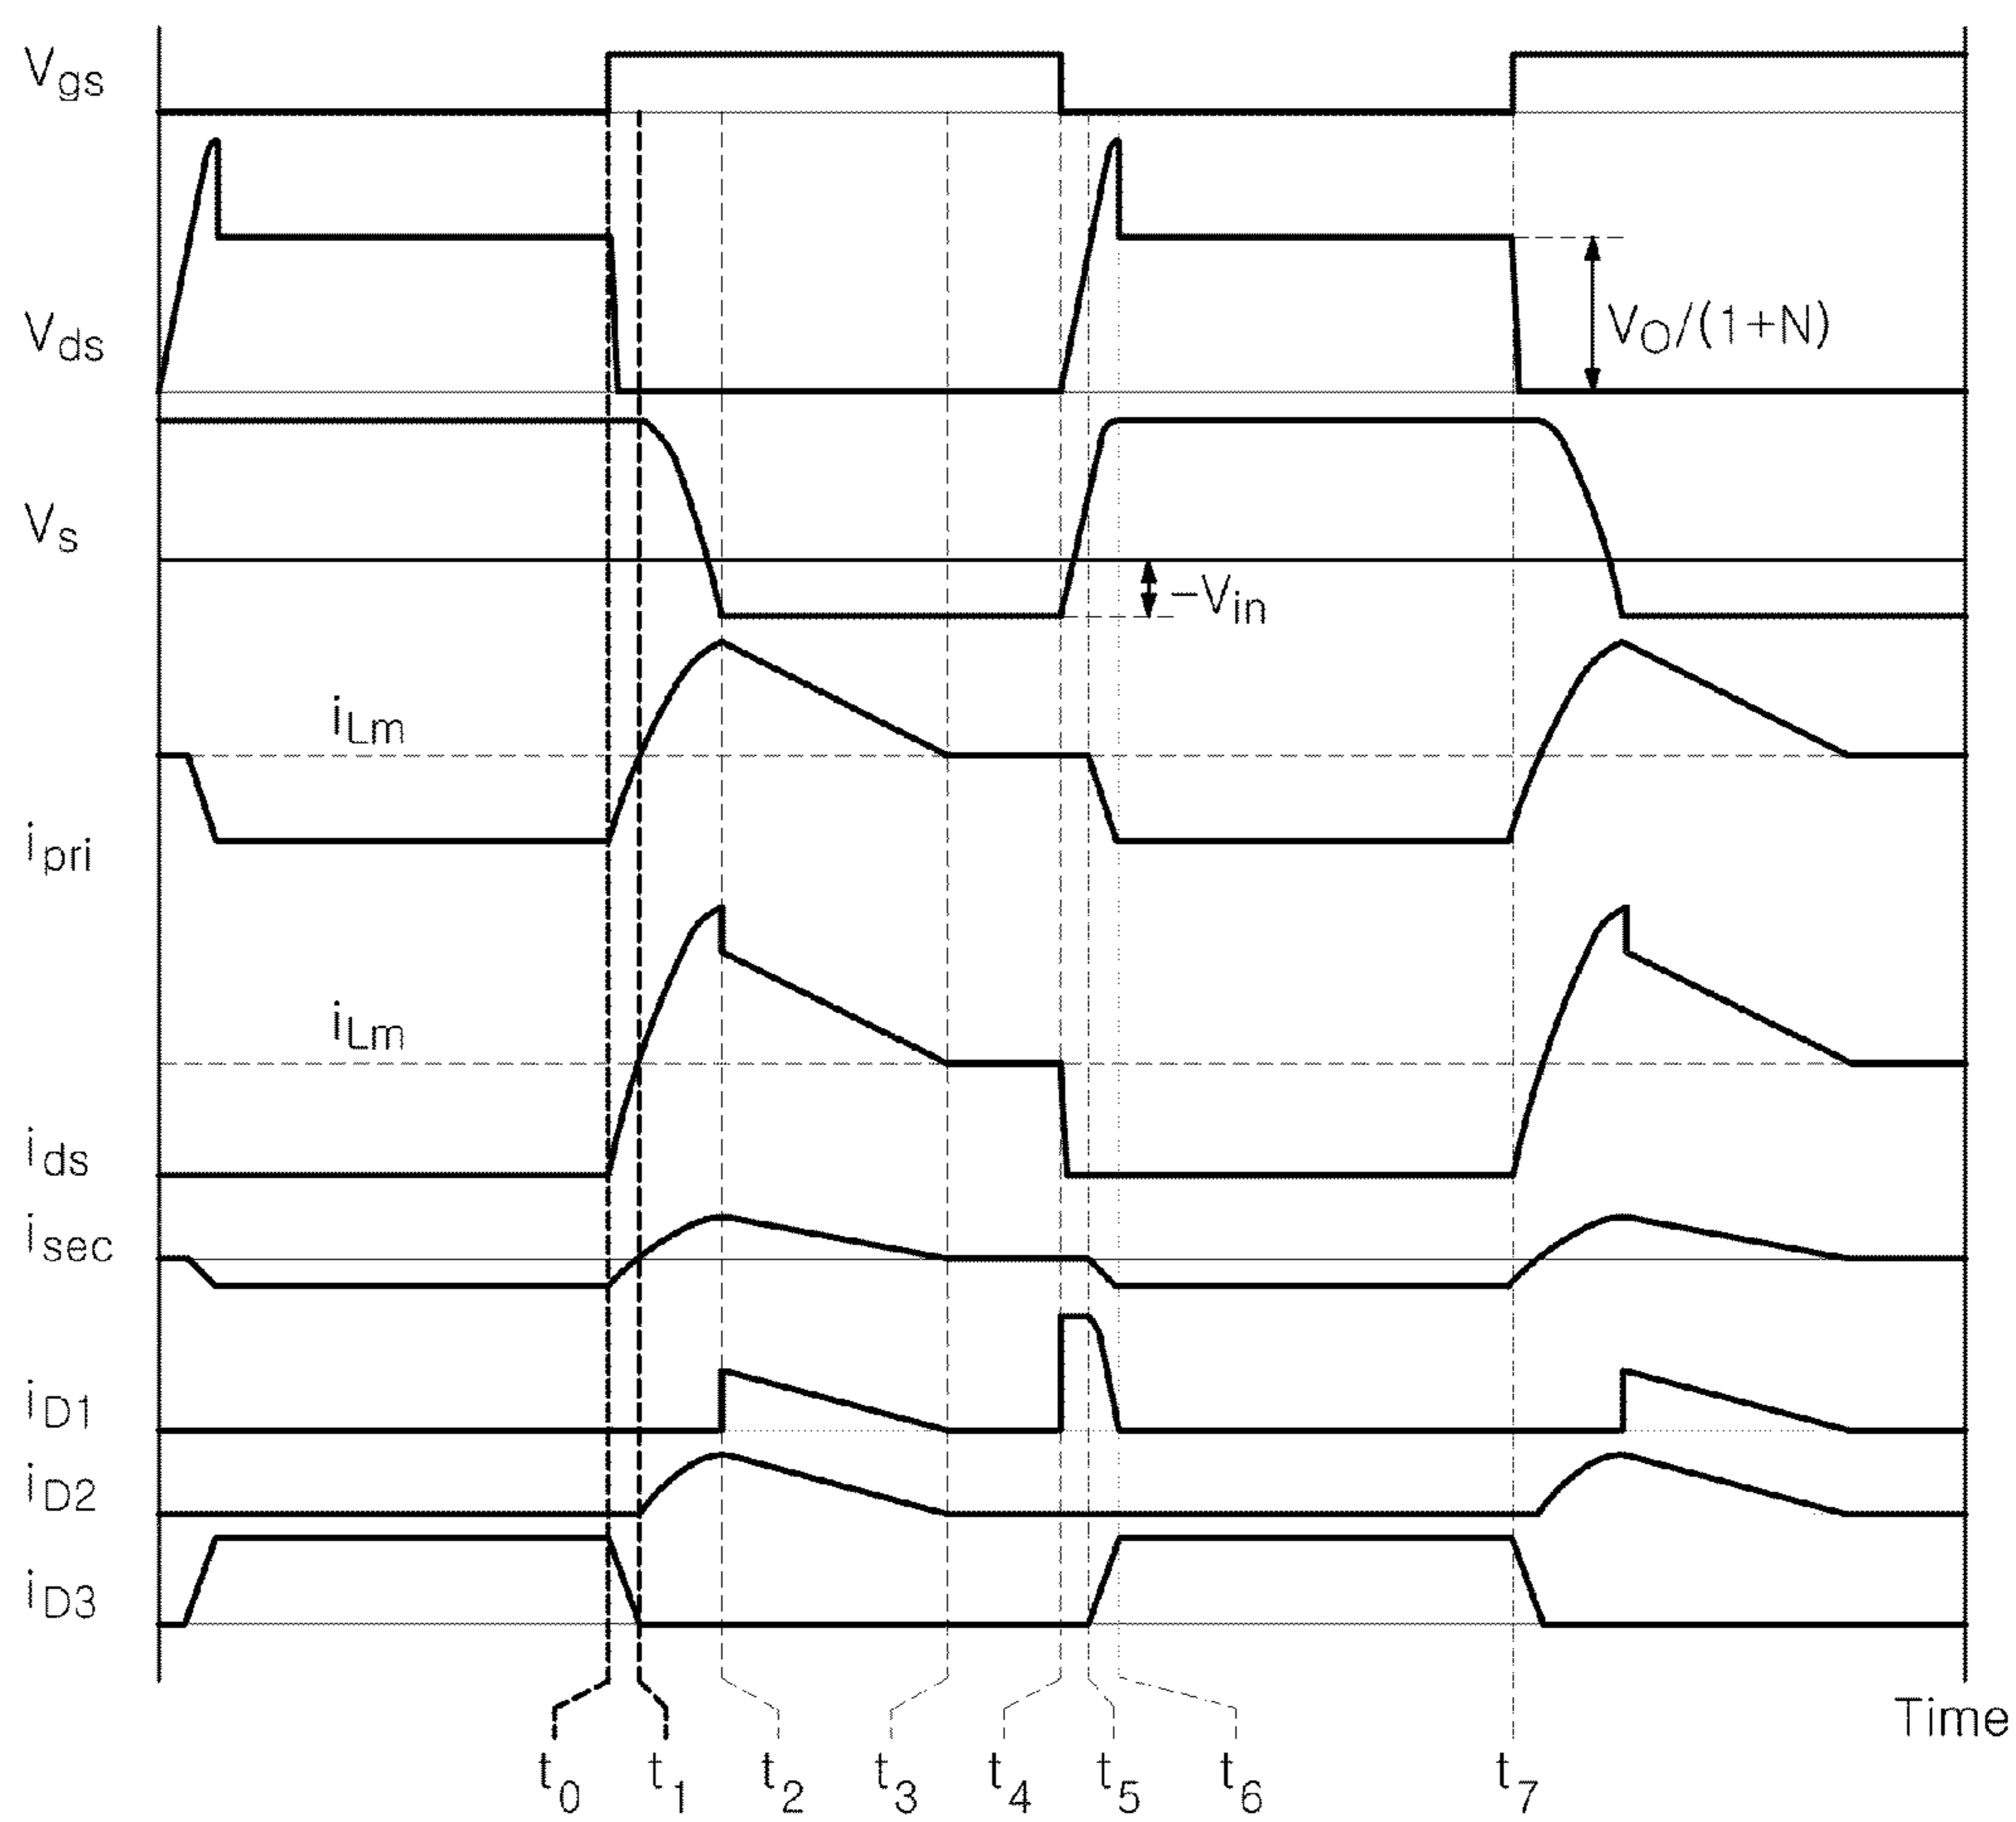 Vgs
Vds
VO/(1+N)
Vs
−Vin
iLm
ipri
iLm
ids
isec
iD1
iD2
iD3
Time
t0 t1 t2 t3 t4 t5 t6 t7